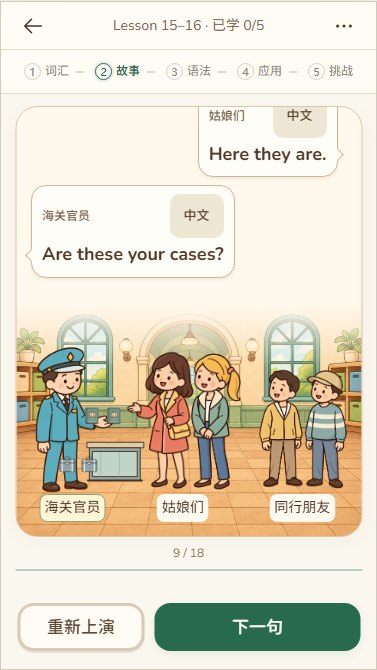 Lesson 15–16 · 已学 0/5
1 词汇 – 2 故事 – 3 语法 – 4 应用 – 5 挑战
姑娘们 中文
Here they are.
海关官员 中文
Are these your cases?
海关官员 姑娘们 同行朋友
9 / 18
重新上演 下一句